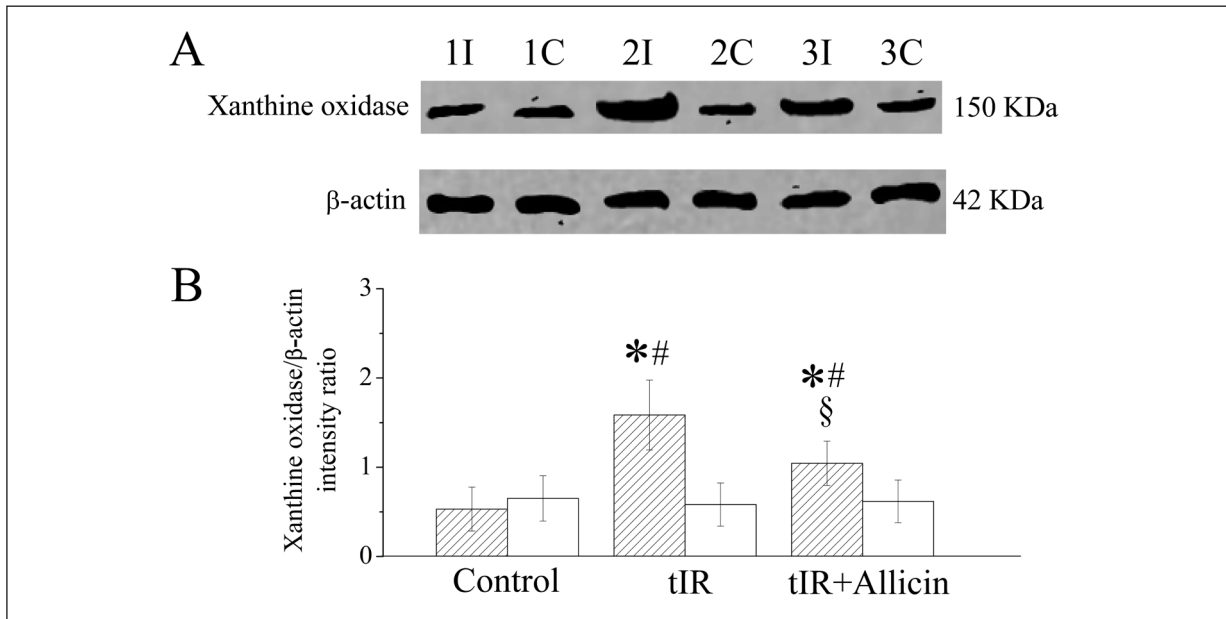 A
1I 1C 2I 2C 3I 3C
Xanthine oxidase 150 KDa
β-actin 42 KDa
B
Xanthine oxidase/β-actin
intensity ratio
3
2
1
0
*#
*#
§
Control tIR tIR+Allicin